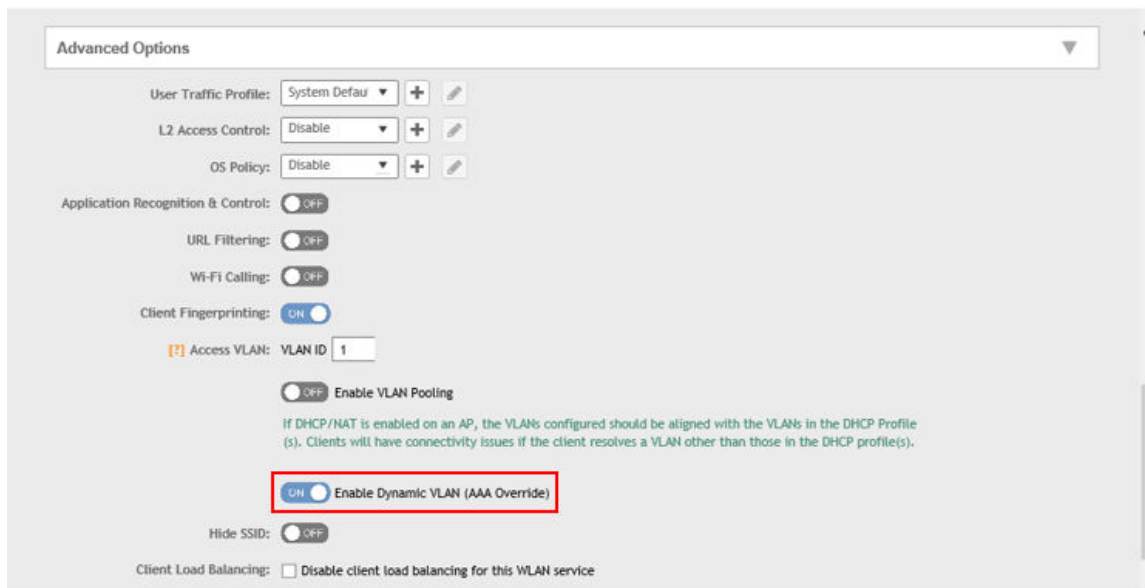 Advanced Options
User Traffic Profile: System Defau
L2 Access Control: Disable
OS Policy: Disable
Application Recognition & Control: OFF
URL Filtering: OFF
Wi-Fi Calling: OFF
Client Fingerprinting: ON
[?] Access VLAN: VLAN ID 1
OFF Enable VLAN Pooling
If DHCP/NAT is enabled on an AP, the VLANs configured should be aligned with the VLANs in the DHCP Profile
(s). Clients will have connectivity issues if the client resolves a VLAN other than those in the DHCP profile(s).
ON Enable Dynamic VLAN (AAA Override)
Hide SSID: OFF
Client Load Balancing: Disable client load balancing for this WLAN service